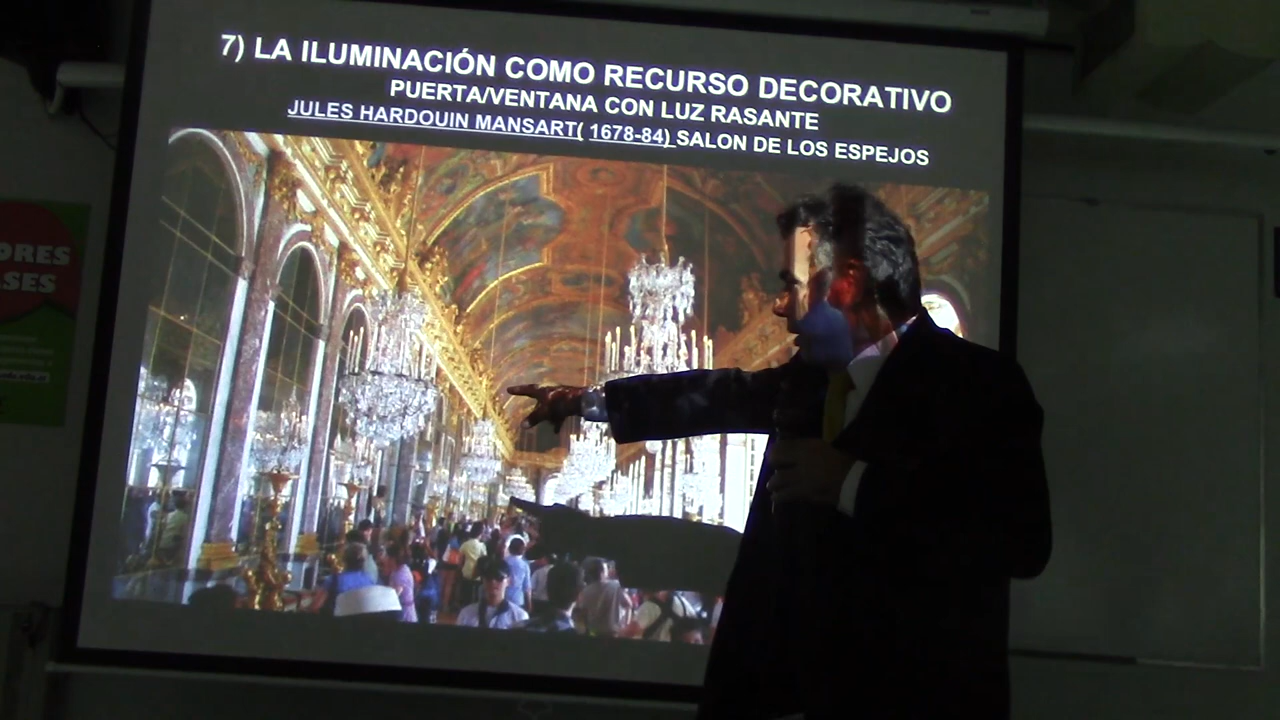 7) LA ILUMINACIÓN COMO RECURSO DECORATIVO
PUERTA/VENTANA CON LUZ RASANTE
JULES HARDOUIN MANSART( 1678-84) SALON DE LOS ESPEJOS
ORES
SES